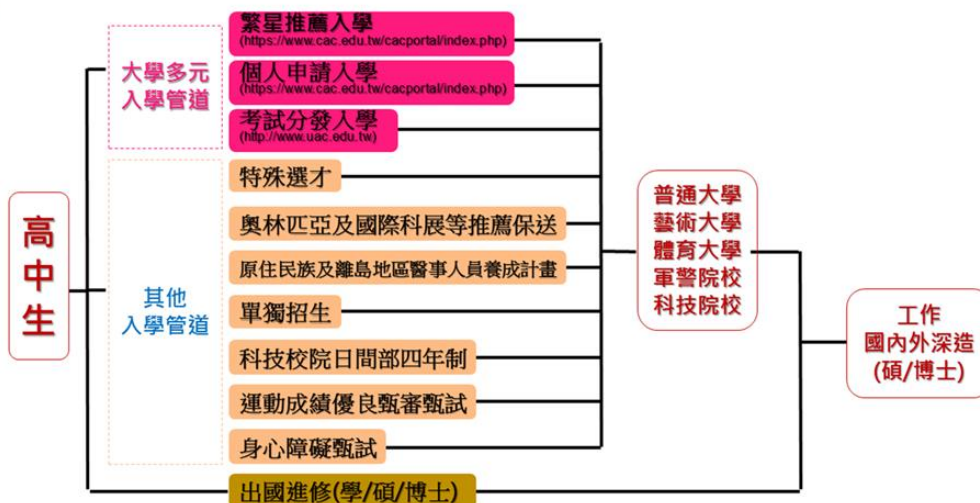 高中生
大學多元
入學管道
繁星推薦入學
(https://www.cac.edu.tw/cacportal/index.php)
個人申請入學
(https://www.cac.edu.tw/cacportal/index.php)
考試分發入學
(http://www.uac.edu.tw)
其他
入學管道
特殊選才
奧林匹亞及國際科展等推薦保送
原住民族及離島地區醫事人員養成計畫
單獨招生
科技校院日間部四年制
運動成績優良甄審甄試
身心障礙甄試
出國進修(學/碩/博士)
普通大學
藝術大學
體育大學
軍警院校
科技院校
工作
國內外深造
(碩/博士)